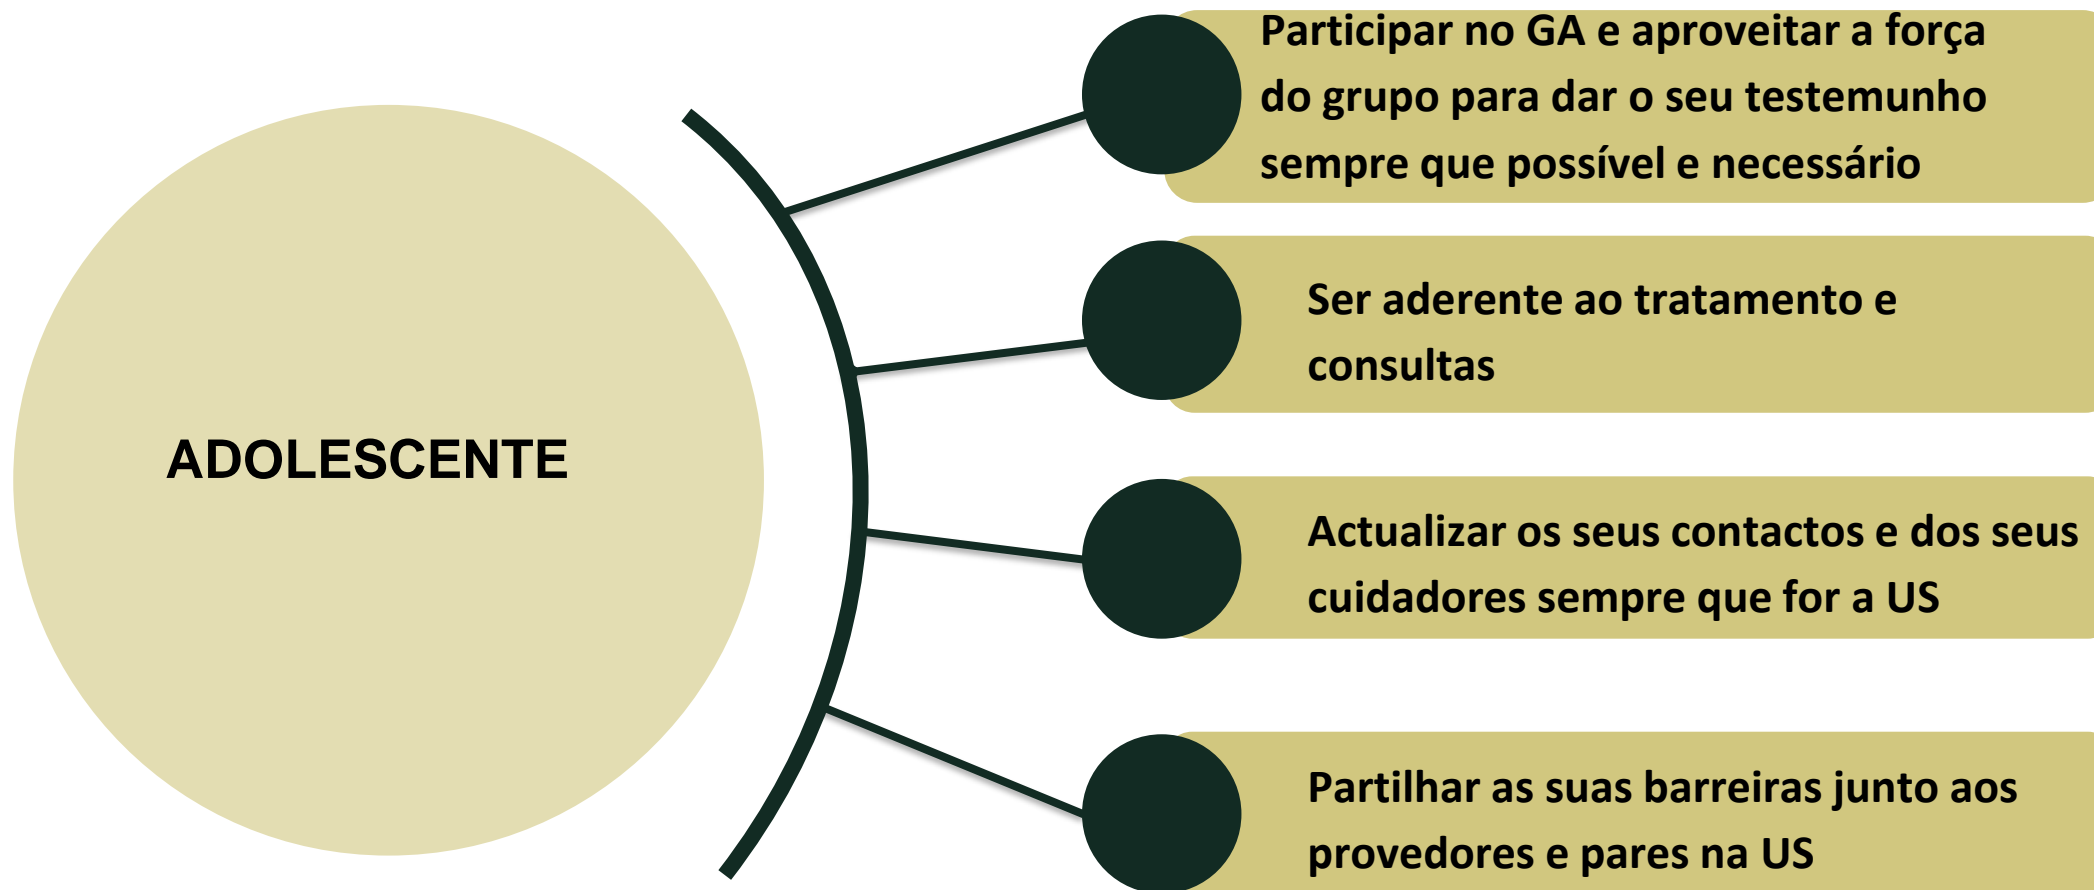 ADOLESCENTE
Participar no GA e aproveitar a força
do grupo para dar o seu testemunho
sempre que possível e necessário
Ser aderente ao tratamento e
consultas
Actualizar os seus contactos e dos seus
cuidadores sempre que for a US
Partilhar as suas barreiras junto aos
provedores e pares na US